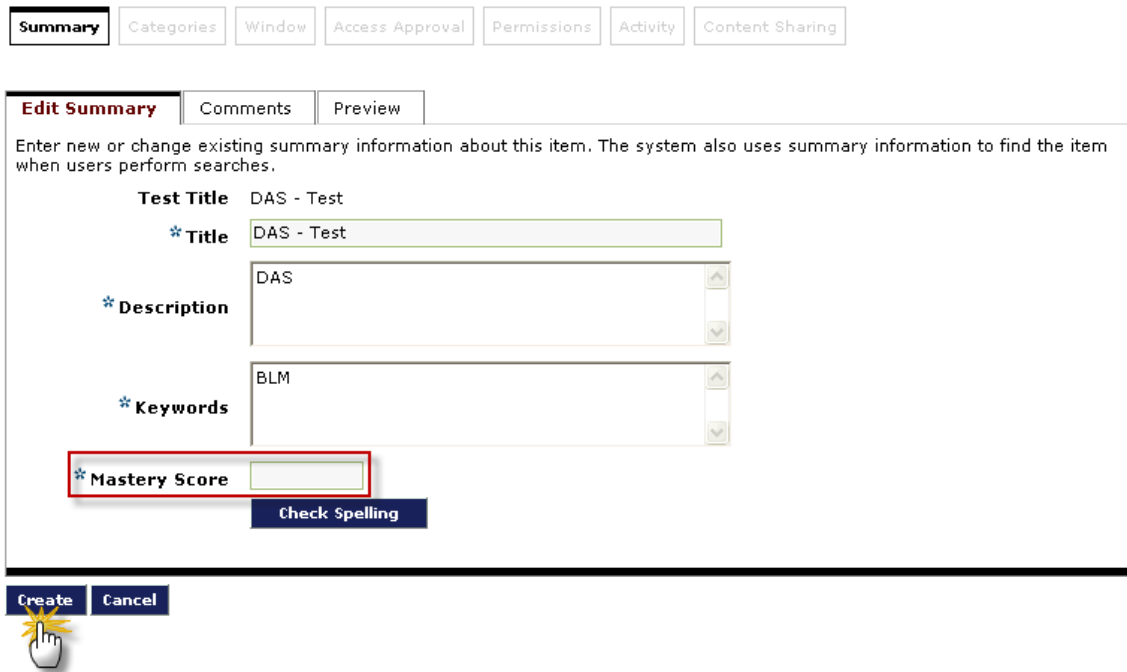 Summary Categories Window Access Approval Permissions Activity Content Sharing
Edit Summary Comments Preview
Enter new or change existing summary information about this item. The system also uses summary information to find the item
when users perform searches.
Test Title DAS - Test
* Title DAS - Test
* Description DAS
* Keywords BLM
* Mastery Score
Check Spelling
Create Cancel